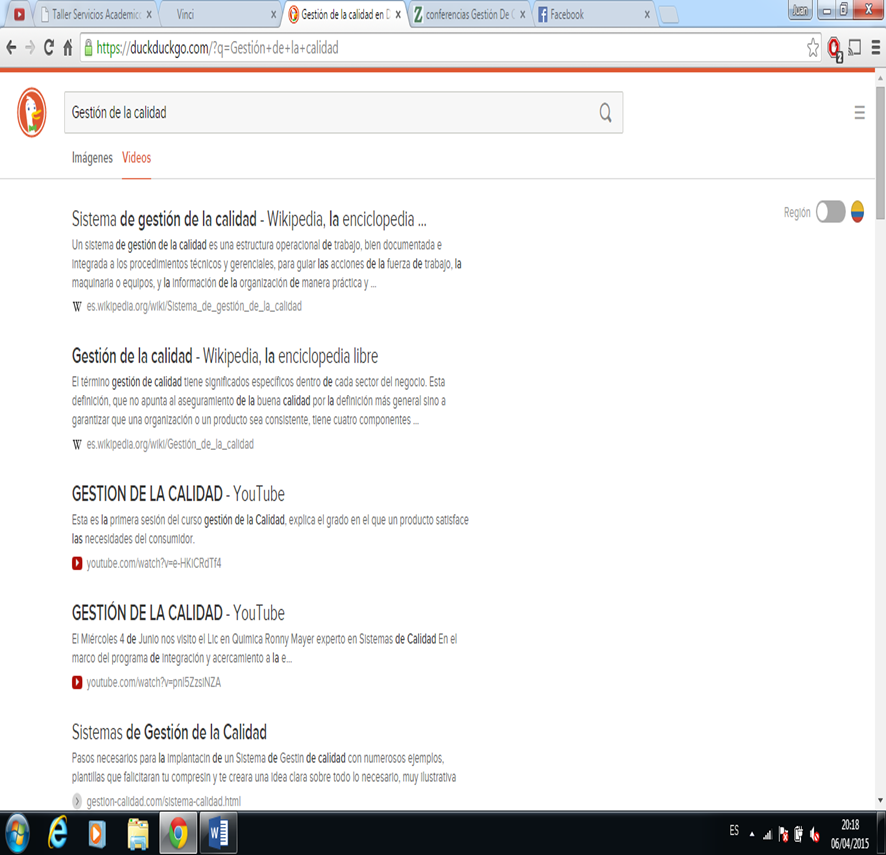 Taller Servicios Academic
Vinci
Gestión de la calidad en D
conferencias Gestión De C
Facebook
Juan
https://duckduckgo.com/?q=Gestión+de+la+calidad
2
Gestión de la calidad
Imágenes Videos
Región
Sistema de gestión de la calidad - Wikipedia, la enciclopedia ...
Un sistema de gestión de la calidad es una estructura operacional de trabajo, bien documentada e
integrada a los procedimientos técnicos y gerenciales, para guiar las acciones de la fuerza de trabajo, la
maquinaria o equipos, y la información de la organización de manera práctica y ...
W es.wikipedia.org/wiki/Sistema_de_gestión_de_la_calidad
Gestión de la calidad - Wikipedia, la enciclopedia libre
El término gestión de calidad tiene significados específicos dentro de cada sector del negocio. Esta
definición, que no apunta al aseguramiento de la buena calidad por la definición más general sino a
garantizar que una organización o un producto sea consistente, tiene cuatro componentes ...
W es.wikipedia.org/wiki/Gestión_de_la_calidad
GESTION DE LA CALIDAD - YouTube
Esta es la primera sesión del curso gestión de la Calidad, explica el grado en el que un producto satisface
las necesidades del consumidor.
youtube.com/watch?v=e-HKiCRdTf4
GESTIÓN DE LA CALIDAD - YouTube
El Miércoles 4 de Junio nos visito el Lic en Quimica Ronny Mayer experto en Sistemas de Calidad En el
marco del programa de integración y acercamiento a la e...
youtube.com/watch?v=pnI5ZzsiNZA
Sistemas de Gestión de la Calidad
Pasos necesarios para la implantacin de un Sistema de Gestin de calidad con numerosos ejemplos,
plantillas que falicitaran tu compresin y te creara una idea clara sobre todo lo necesario, muy ilustrativa
gestion-calidad.com/sistema-calidad.html
ES
20:18
06/04/2015